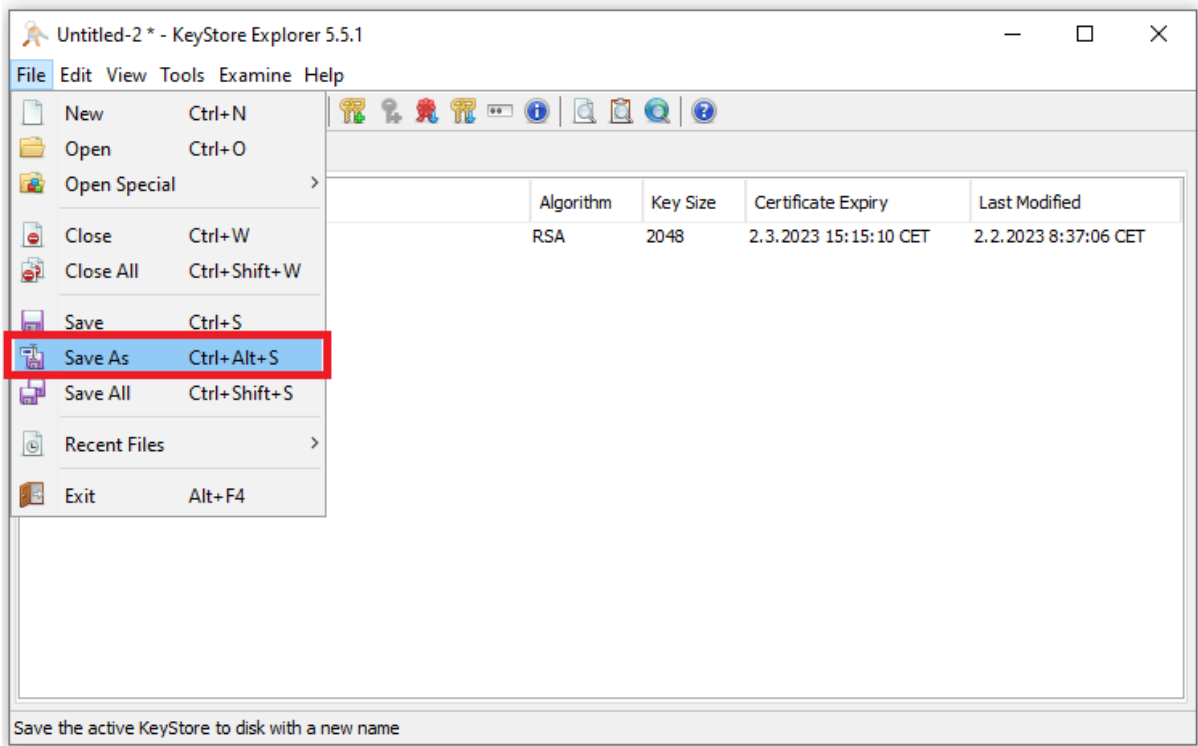 Untitled-2 * - KeyStore Explorer 5.5.1
File Edit View Tools Examine Help
New Ctrl+N
Open Ctrl+O
Open Special
Close Ctrl+W
Close All Ctrl+Shift+W
Save Ctrl+S
Save As Ctrl+Alt+S
Save All Ctrl+Shift+S
Recent Files
Exit Alt+F4
Algorithm Key Size Certificate Expiry Last Modified
RSA 2048 2.3.2023 15:15:10 CET 2.2.2023 8:37:06 CET
Save the active KeyStore to disk with a new name